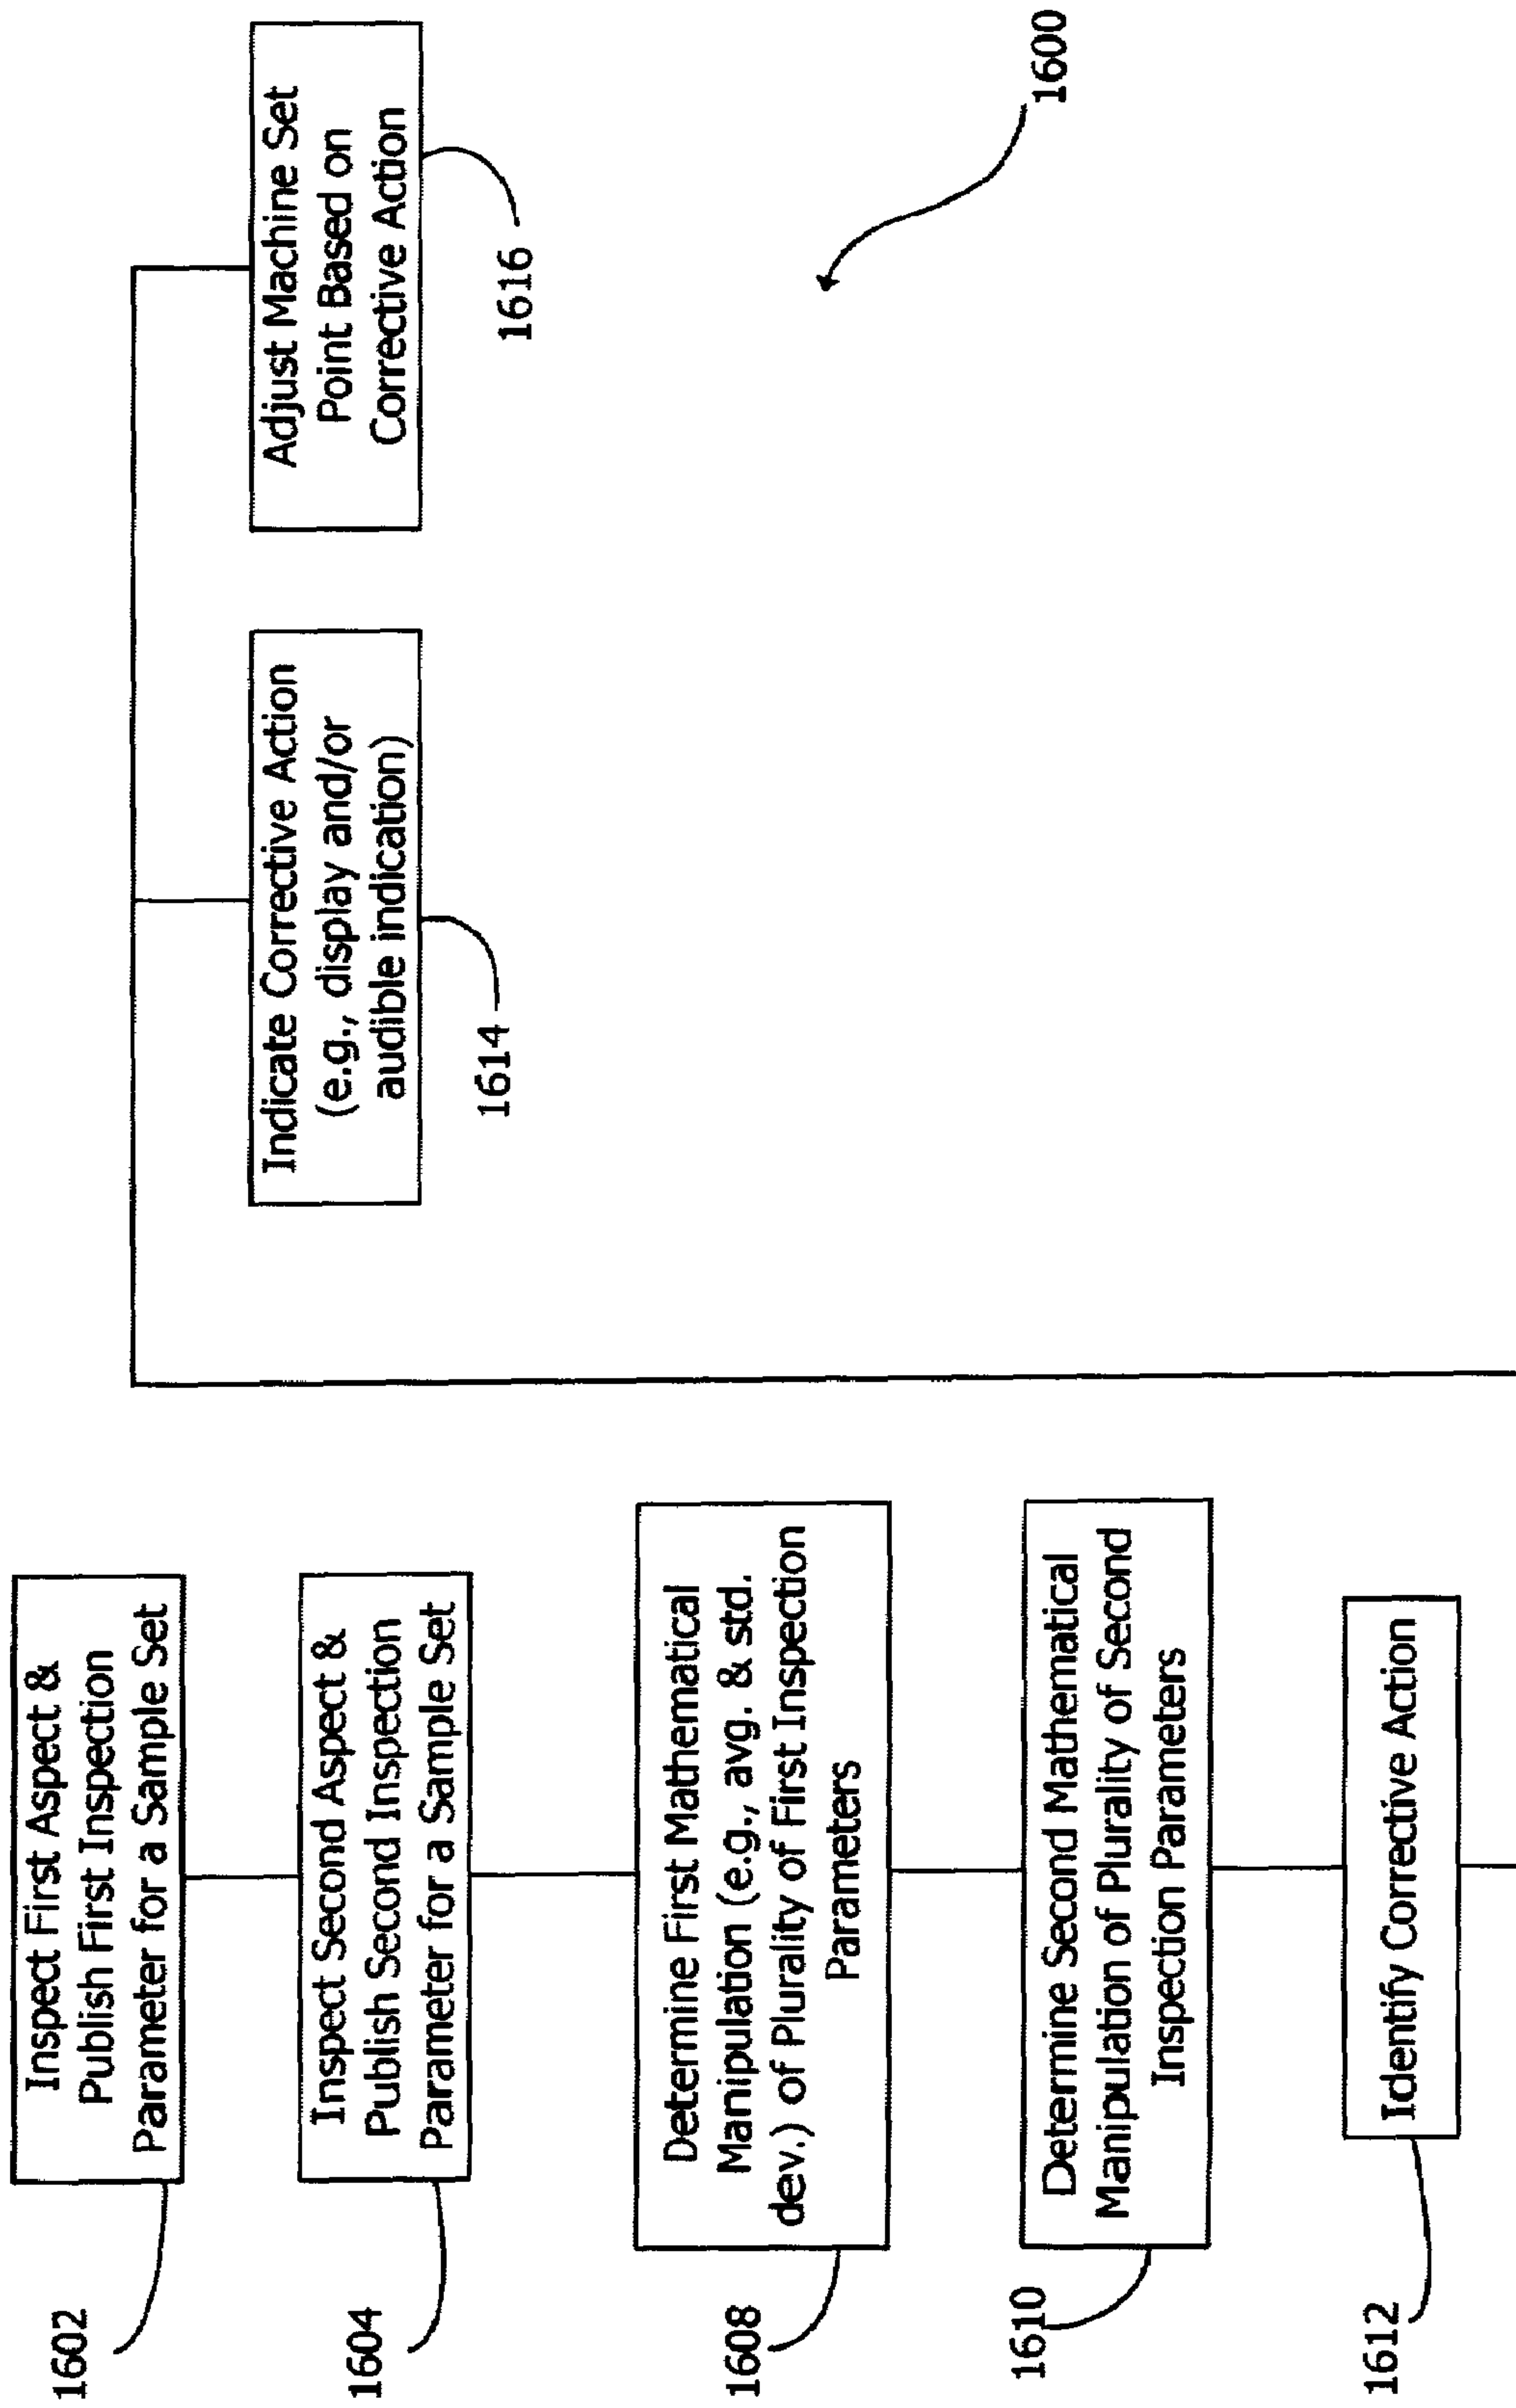 1602
Inspect First Aspect &
Publish First Inspection
Parameter for a Sample Set
1604
Inspect Second Aspect &
Publish Second Inspection
Parameter for a Sample Set
1608
Determine First Mathematical
Manipulation (e.g., avg. & std.
dev.) of Plurality of First Inspection
Parameters
1610
Determine Second Mathematical
Manipulation of Plurality of Second
Inspection Parameters
1612
Identify Corrective Action
Indicate Corrective Action
(e.g., display and/or
audible indication)
1614
Adjust Machine Set
Point Based on
Corrective Action
1616
1600